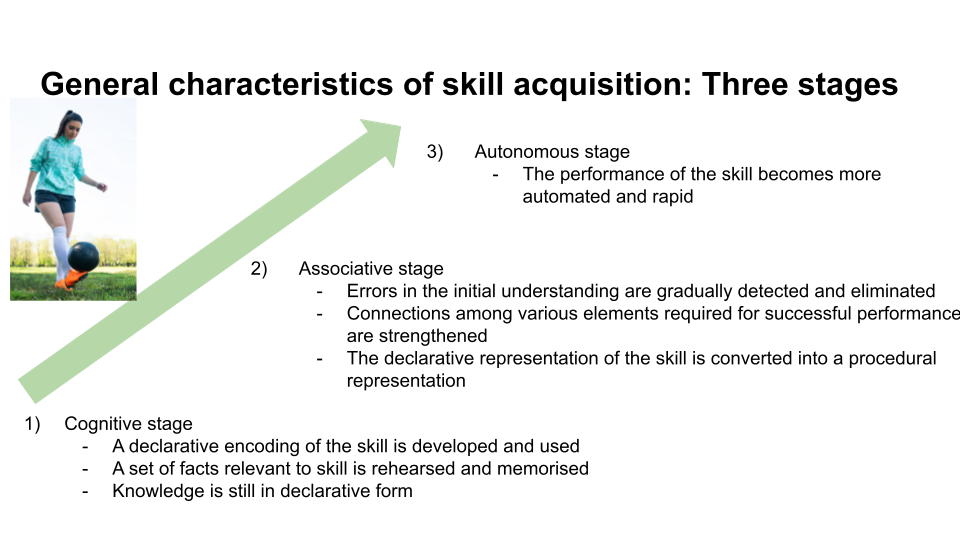 General characteristics of skill acquisition: Three stages
3) Autonomous stage
- The performance of the skill becomes more
automated and rapid
2) Associative stage
- Errors in the initial understanding are gradually detected and eliminated
- Connections among various elements required for successful performance
are strengthened
- The declarative representation of the skill is converted into a procedural
representation
1) Cognitive stage
- A declarative encoding of the skill is developed and used
- A set of facts relevant to skill is rehearsed and memorised
- Knowledge is still in declarative form